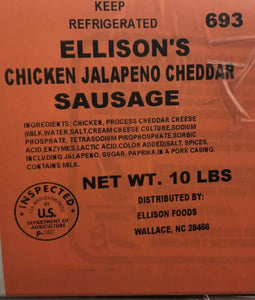 KEEP
REFRIGERATED
693
ELLISON'S
CHICKEN JALAPENO CHEDDAR
SAUSAGE
INGREDIENTS: CHICKEN, PROCESS CHEDDAR CHEESE
(MILK,WATER,SALT,CREAM CHEESE CULTURE,SODIUM
PHOSPHATE, TETRASODIUM PIROPHOSPHATE,SORBIC
ACID,ENZYMES,LACTIC ACID,COLOR ADDED)SALT, SPICES,
INCLUDING JALAPENO, SUGAR, PAPRIKA,IN A PORK CASING.
CONTAINS MILK.
INSPECTED
U.S.
DEPARTMENT OF
AGRICULTURE
NET WT. 10 LBS
DISTRIBUTED BY:
ELLISON FOODS
WALLACE, NC 28466